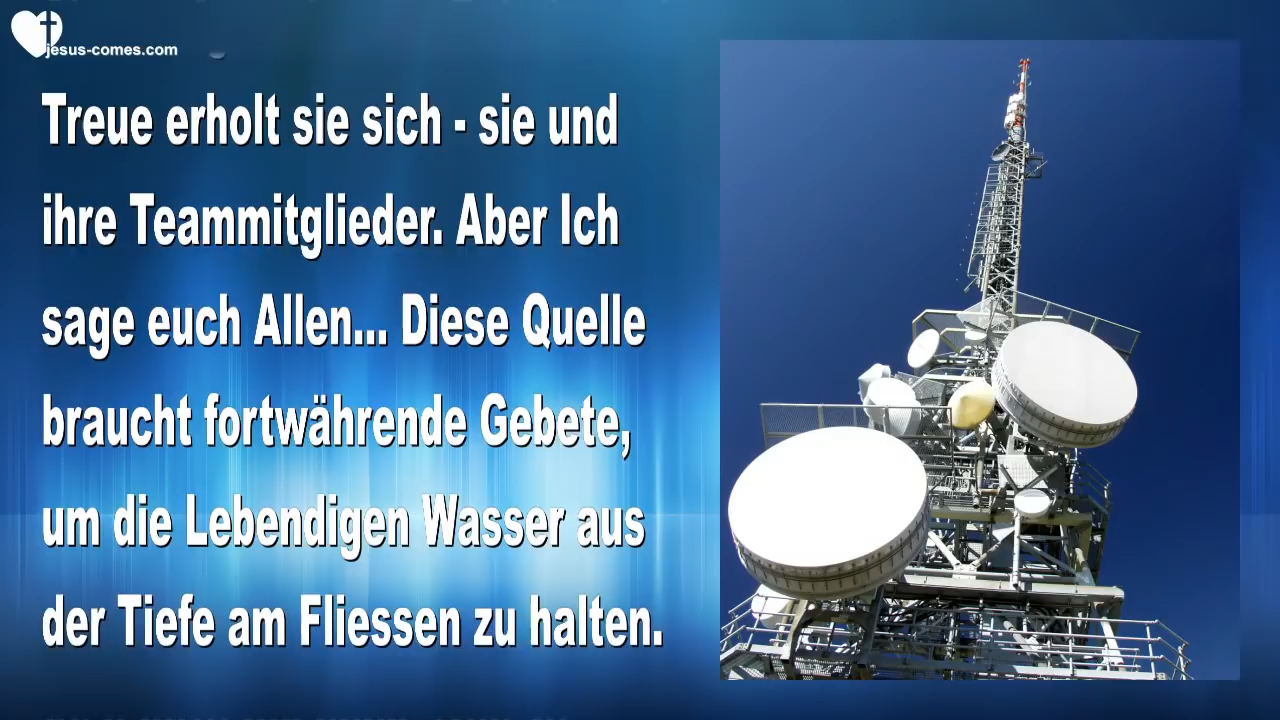 jesus-comes.com
Treue erholt sie sich - sie und
ihre Teammitglieder. Aber Ich
sage euch Allen... Diese Quelle
braucht fortwährende Gebete,
um die Lebendigen Wasser aus
der Tiefe am Fliessen zu halten.